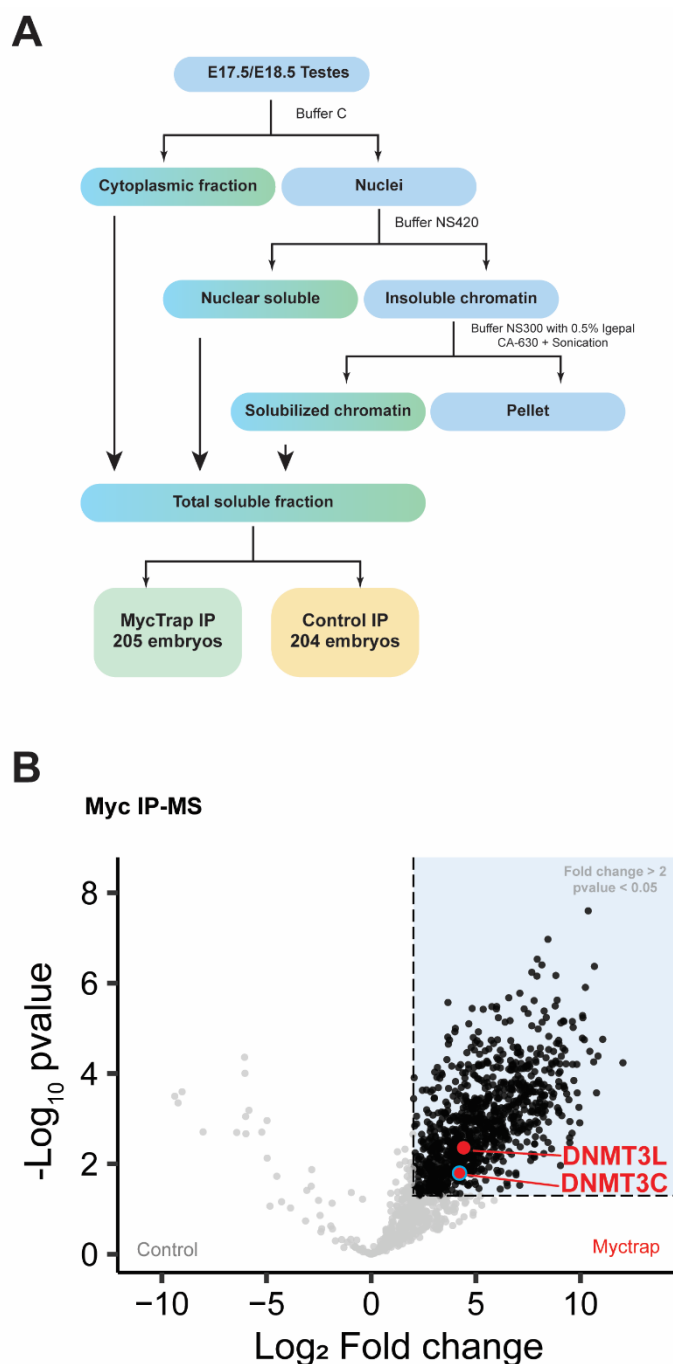 A
E17.5/E18.5 Testes
Buffer C
Cytoplasmic fraction
Nuclei
Buffer NS420
Nuclear soluble
Insoluble chromatin
Buffer NS300 with 0.5% Igepal
CA-630 + Sonication
Solubilized chromatin
Pellet
Total soluble fraction
MycTrap IP
205 embryos
Control IP
204 embryos
B
Myc IP-MS
Fold change > 2
pvalue < 0.05
8
6
4
2
0
-Log10 pvalue
DNMT3L
DNMT3C
Control
Myctrap
−10
−5
0
5
10
Log₂ Fold change